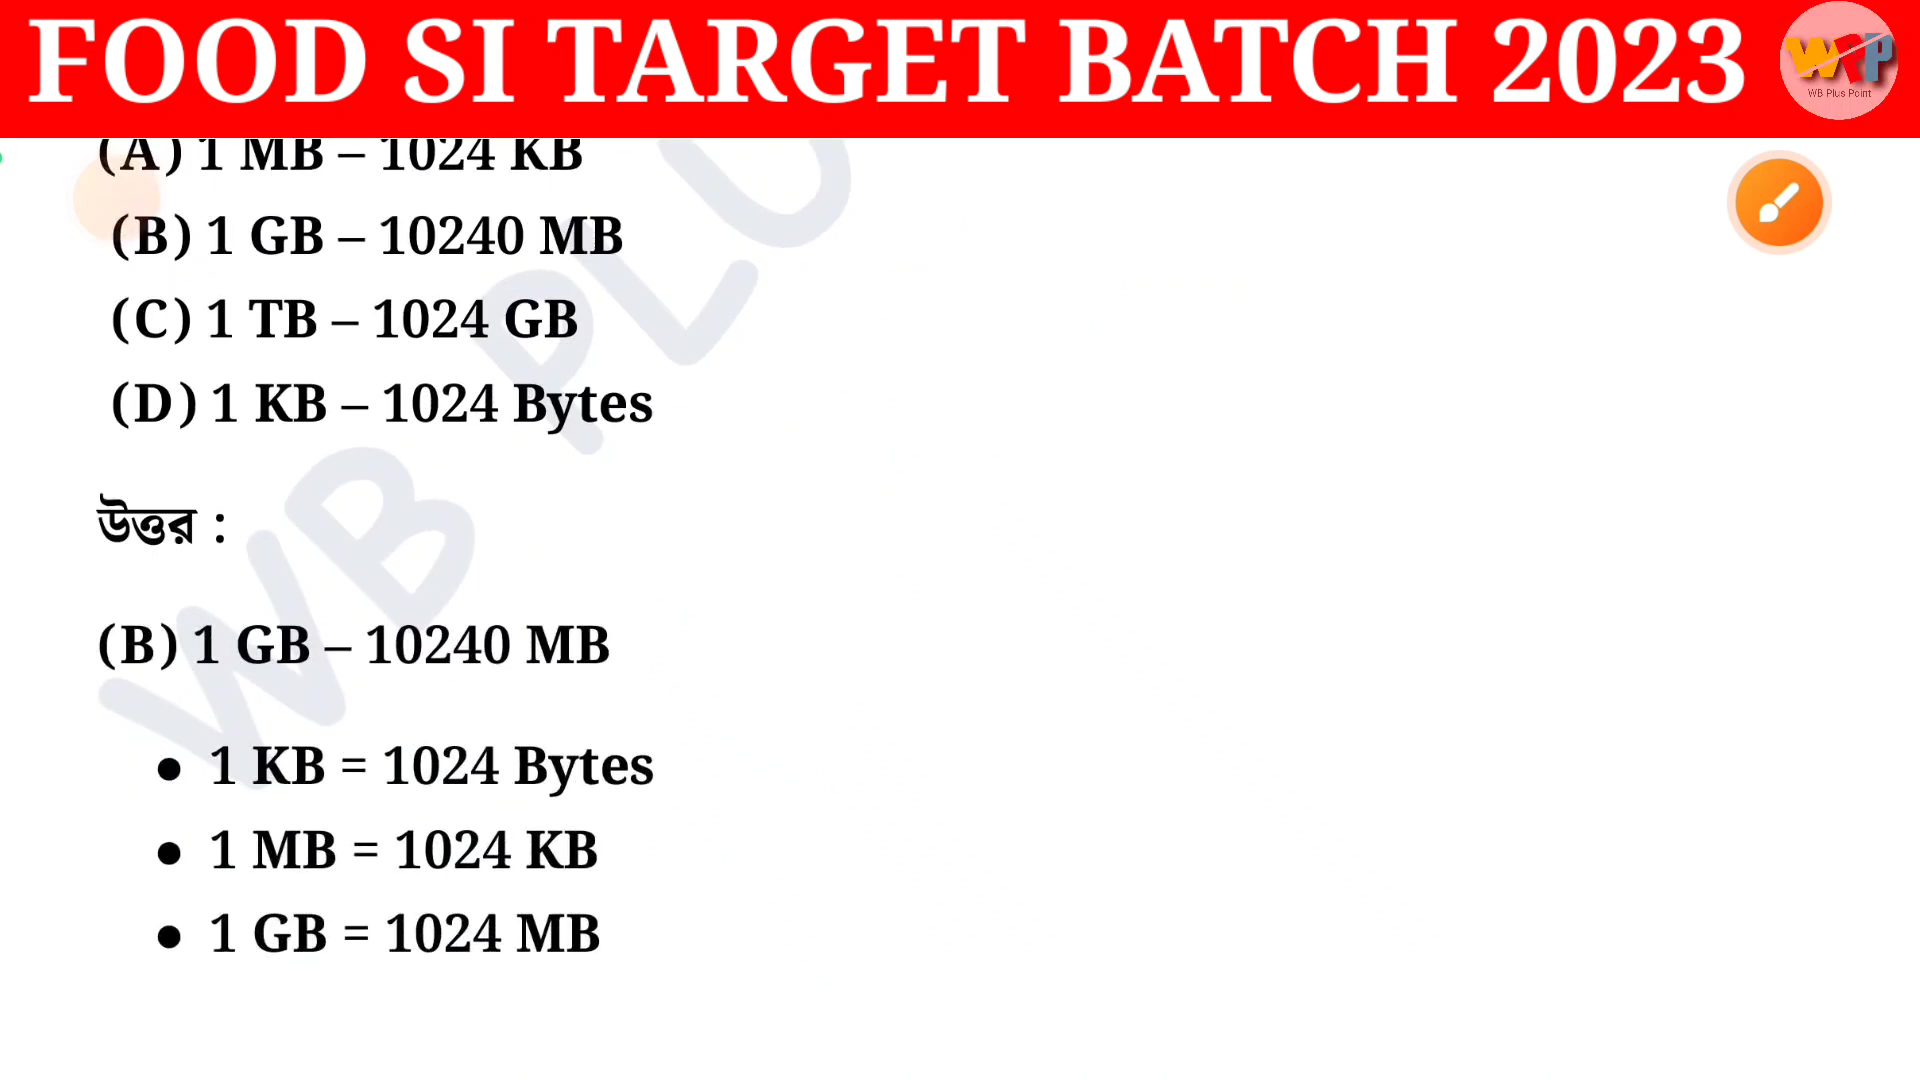 FOOD SI TARGET BATCH 2023
WB Plus Point
(A) 1 MB – 1024 KB
(B) 1 GB – 10240 MB
(C) 1 TB – 1024 GB
(D) 1 KB – 1024 Bytes
উত্তর :
(B) 1 GB – 10240 MB
● 1 KB = 1024 Bytes
● 1 MB = 1024 KB
● 1 GB = 1024 MB
WB PLU